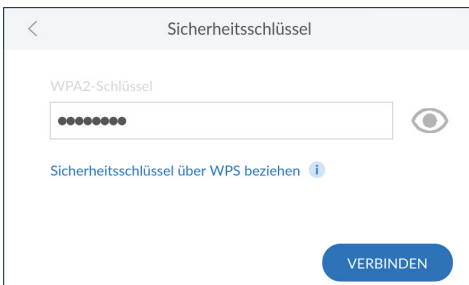 Sicherheitsschlüssel
WPA2-Schlüssel
●●●●●●●●
Sicherheitsschlüssel über WPS beziehen i
VERBINDEN